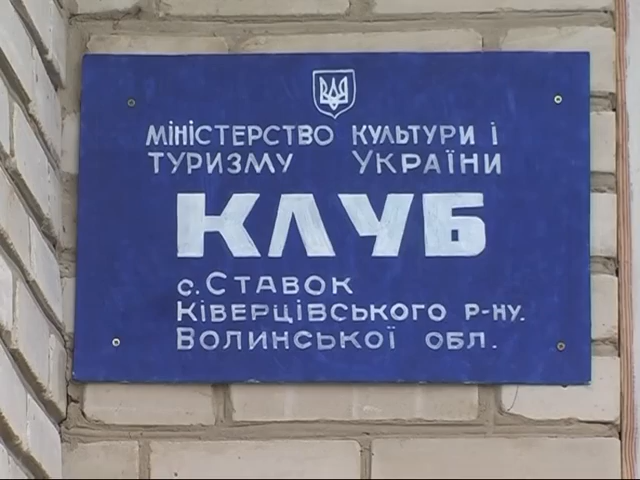 МІНІСТЕРСТВО КУЛЬТУРИ І
ТУРИЗМУ УКРАЇНИ
КЛУБ
с. СТАВОК
КІВЕРЦІВСЬКОГО Р-НУ.
ВОЛИНСЬКОЇ ОБЛ.